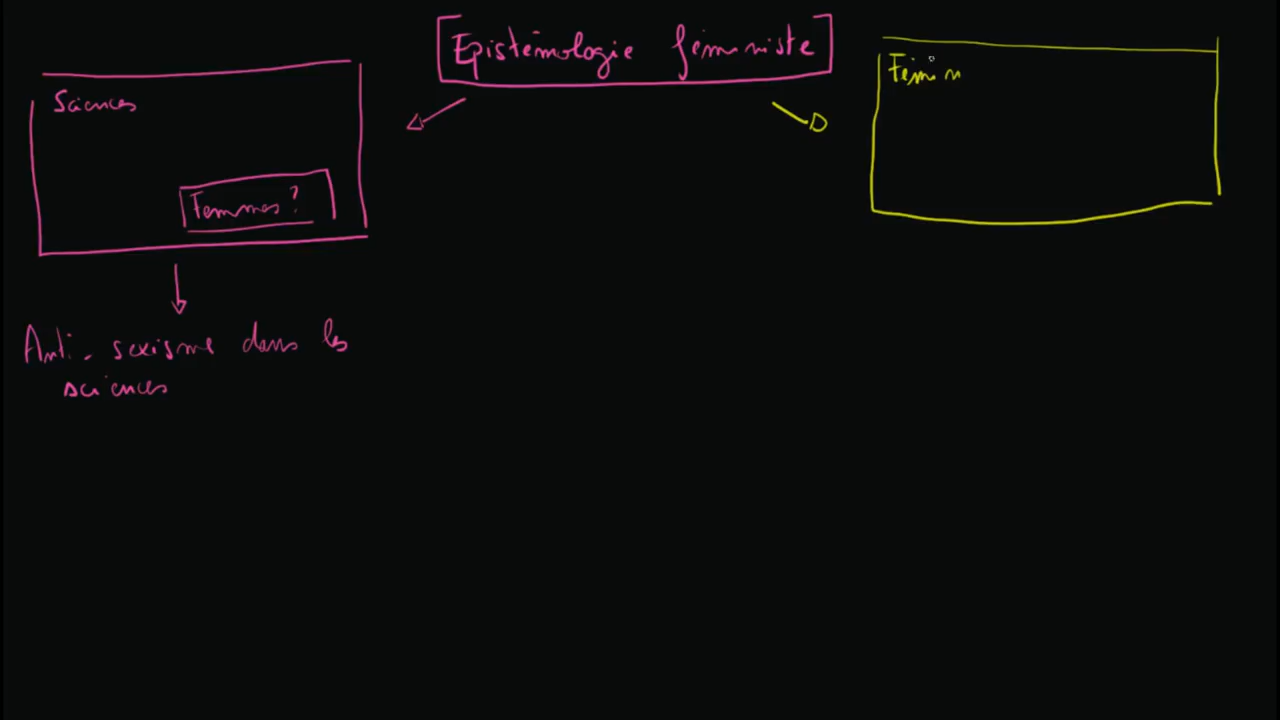 Epistémologie féministe
Sciences
Femmes?
Anti-sexisme dans les
sciences
Fémin